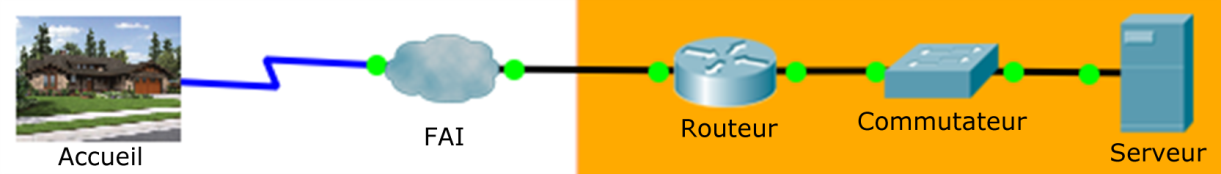 Accueil
FAI
Routeur
Commutateur
Serveur